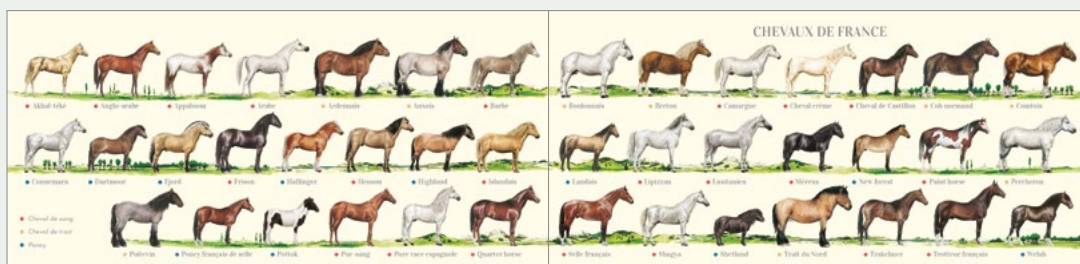 CHEVAUX DE FRANCE
Akhal-téké Anglo-arabe Appaloosa Arabe Ardennais Auxois Barbe Boulonnais Breton Camargue Cheval crème Cheval de Castillon Cob normand Comtois
Connemara Dartmoor Fjord Frison Haflinger Henson Highland Islandais Landais Lipizzan Lusitanien Mérens New forest Paint horse Percheron
Cheval de sang
Cheval de trait
Poney
Poitevin Poney français de selle Pottok Pur-sang Pure race espagnole Quarter horse Selle français Shagya Shetland Trait du Nord Trakehner Trotteur français Welsh